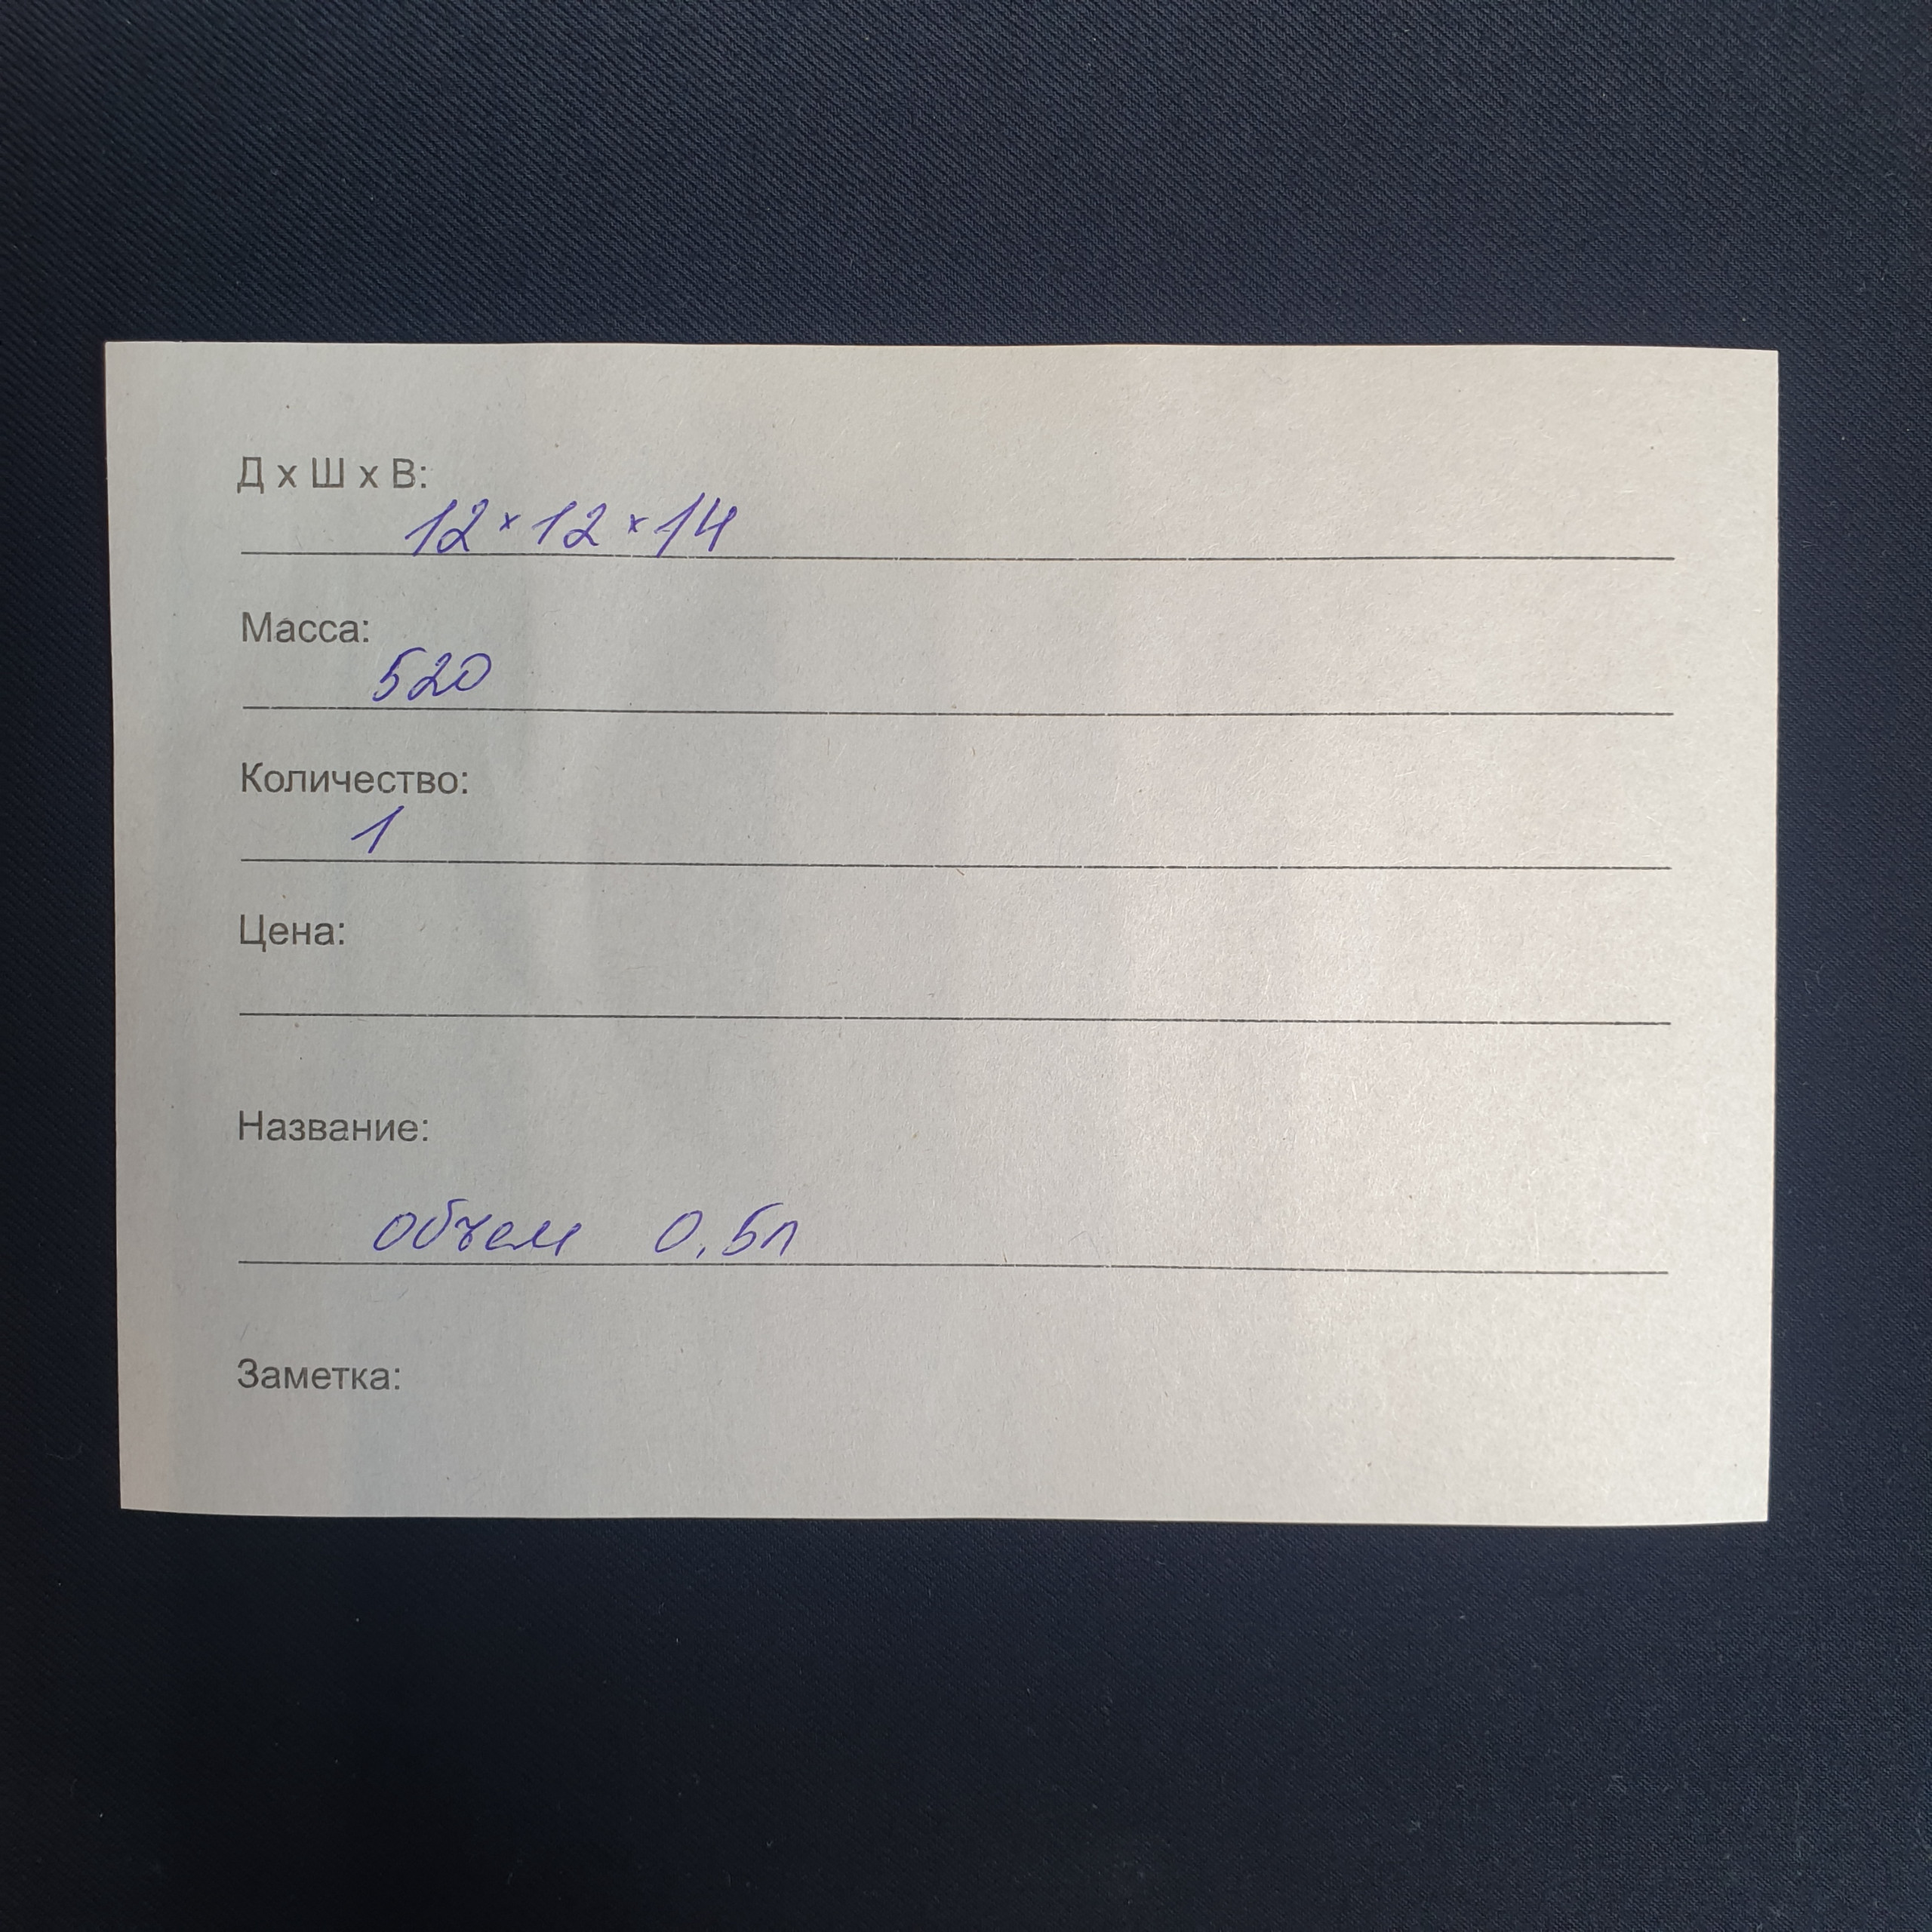 Д х Ш х В:
12 x 12 x 14
Масса:
520
Количество:
1
Цена:
Название:
объем 0,5л
Заметка: